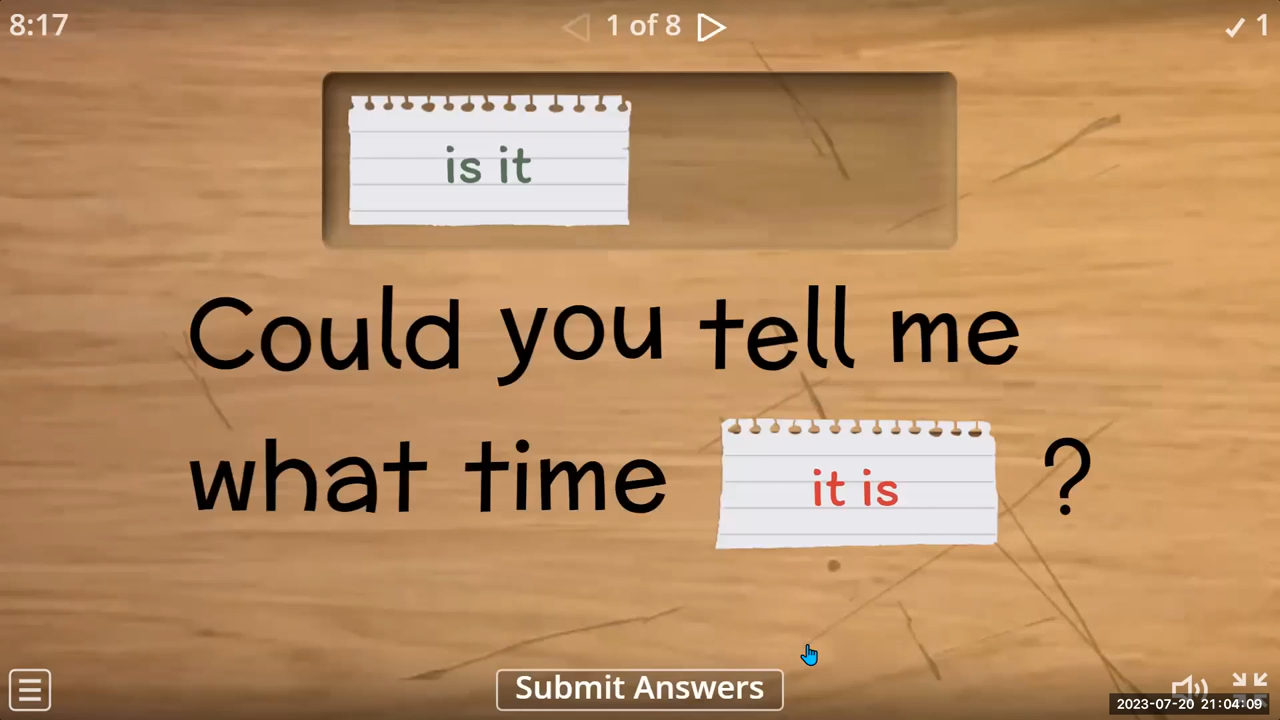 8:17
1 of 8
✓ 1
is it
Could you tell me
what time it is ?
Submit Answers
2023-07-20 21:04:09